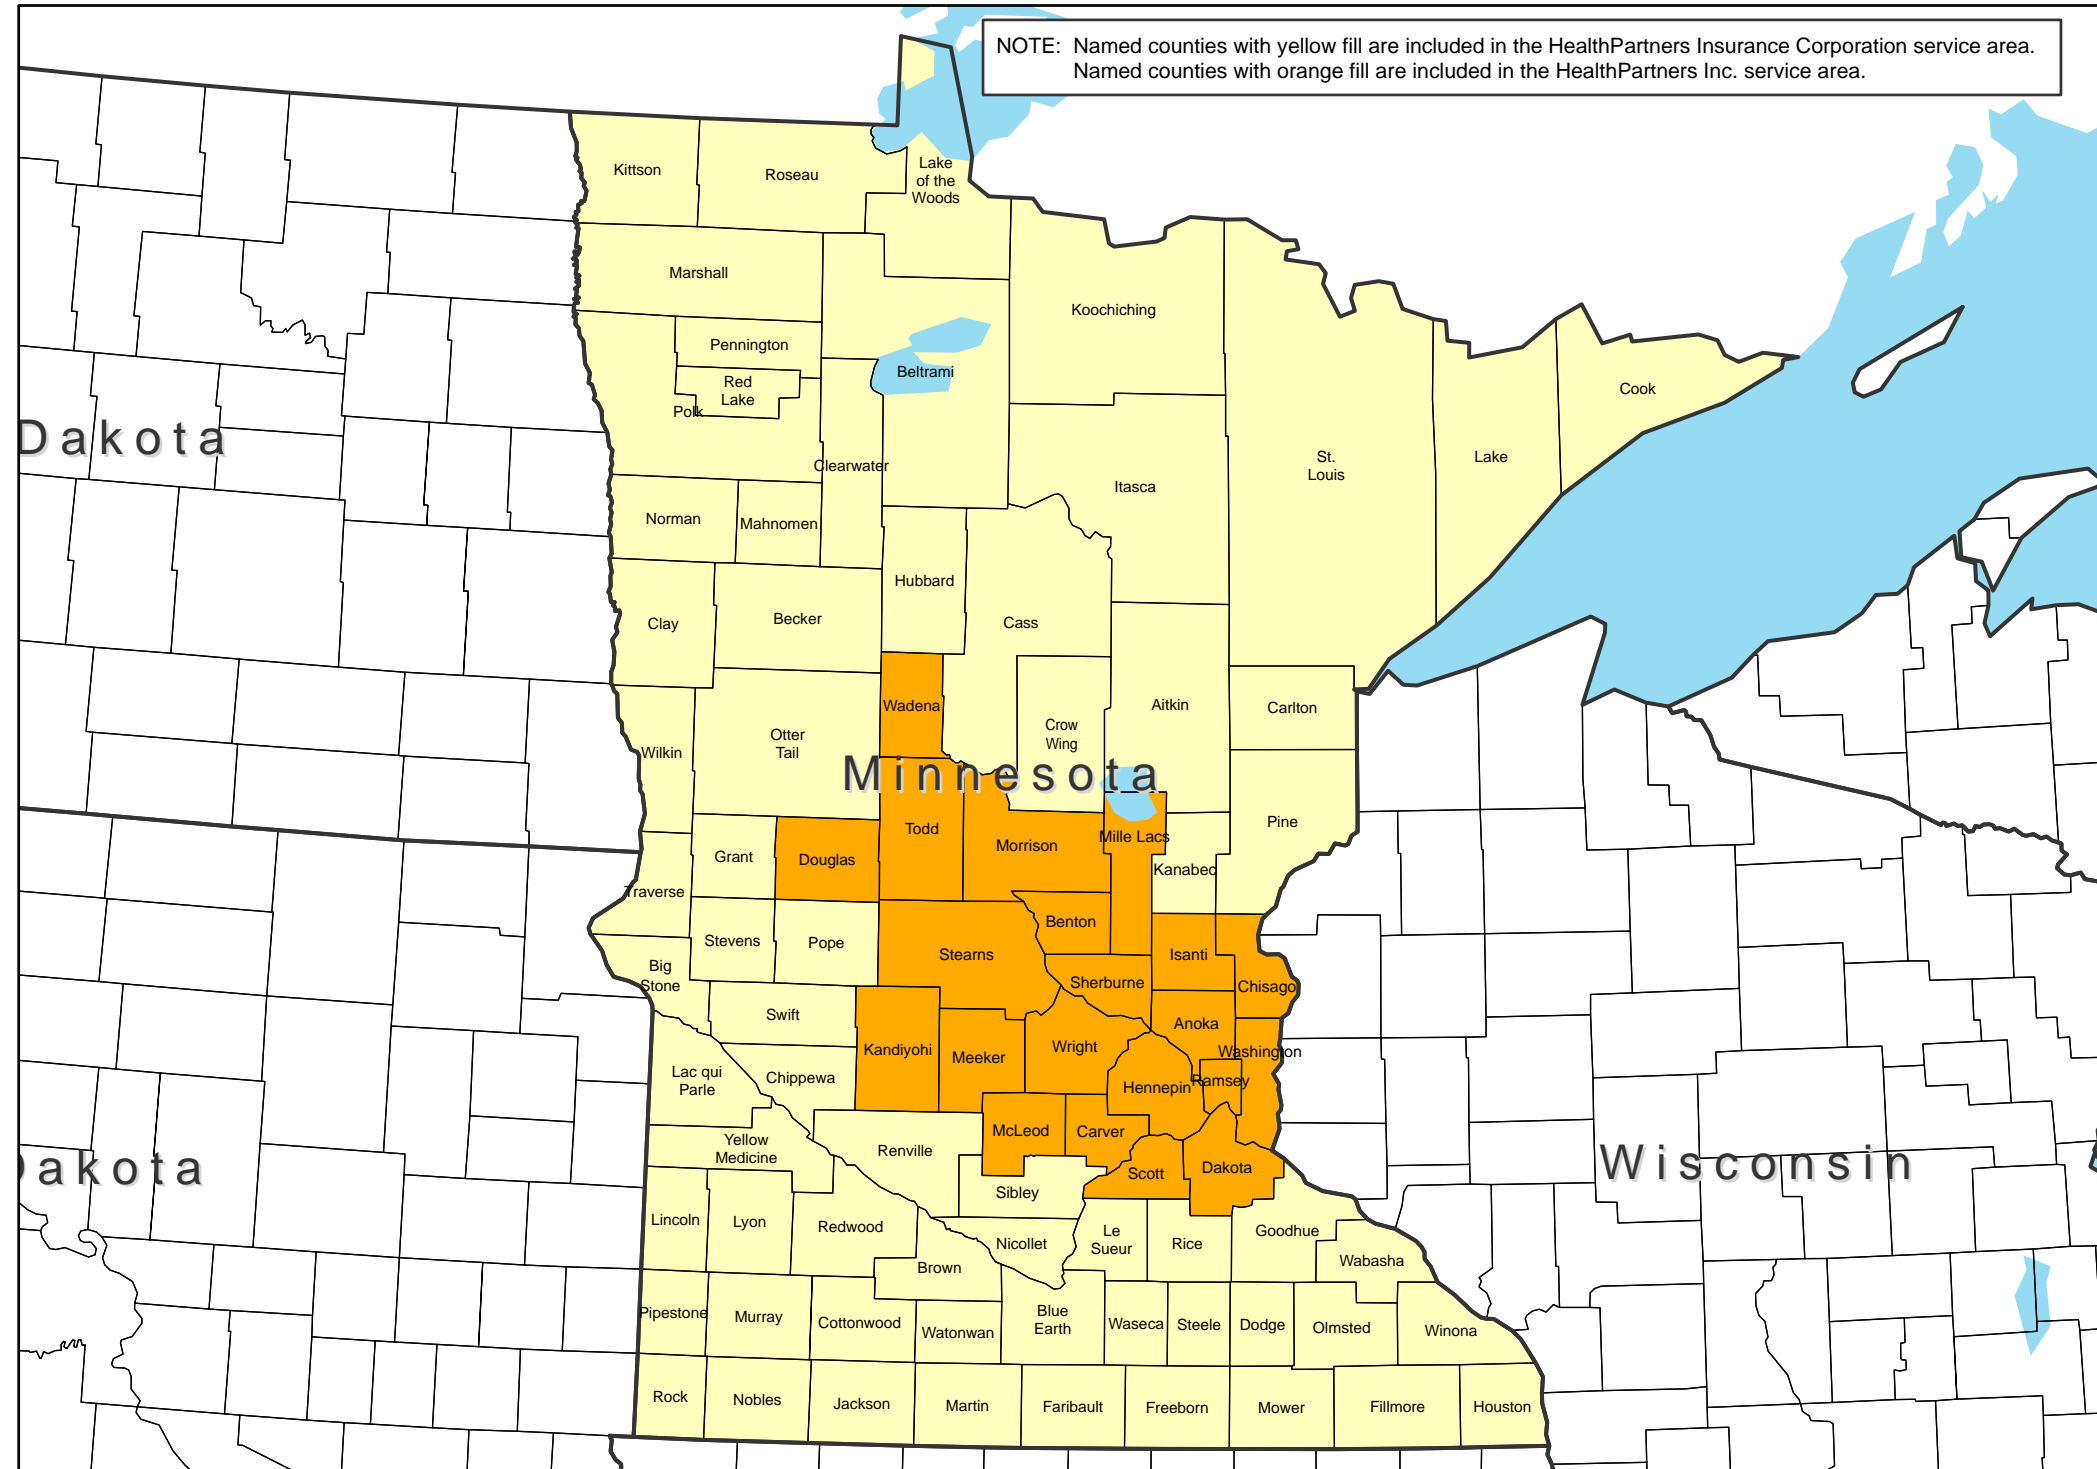 NOTE: Named counties with yellow fill are included in the HealthPartners Insurance Corporation service area.
Named counties with orange fill are included in the HealthPartners Inc. service area.
Kittson
Roseau
Lake
of the
Woods
Marshall
Koochiching
Pennington
Beltrami
Red
Lake
Polk
Cook
Dakota
Clearwater
St.
Louis
Lake
Itasca
Norman
Mahnomen
Hubbard
Clay
Becker
Cass
Wadena
Aitkin
Carlton
Otter
Tail
Crow
Wing
Wilkin
Minnesota
Pine
Todd
Morrison
Mille Lacs
Grant
Douglas
Kanabec
Traverse
Benton
Stevens
Pope
Stearns
Isanti
Big
Stone
Sherburne
Chisago
Swift
Anoka
Kandiyohi
Meeker
Wright
Washington
Lac qui
Parle
Chippewa
Hennepin
Ramsey
McLeod
Carver
Yellow
Medicine
Renville
Dakota
Scott
Dakota
Wisconsin
Sibley
Lincoln
Lyon
Redwood
Le
Sueur
Rice
Goodhue
Nicollet
Brown
Wabasha
Pipestone
Murray
Cottonwood
Watonwan
Blue
Earth
Waseca
Steele
Dodge
Olmsted
Winona
Rock
Nobles
Jackson
Martin
Faribault
Freeborn
Mower
Fillmore
Houston